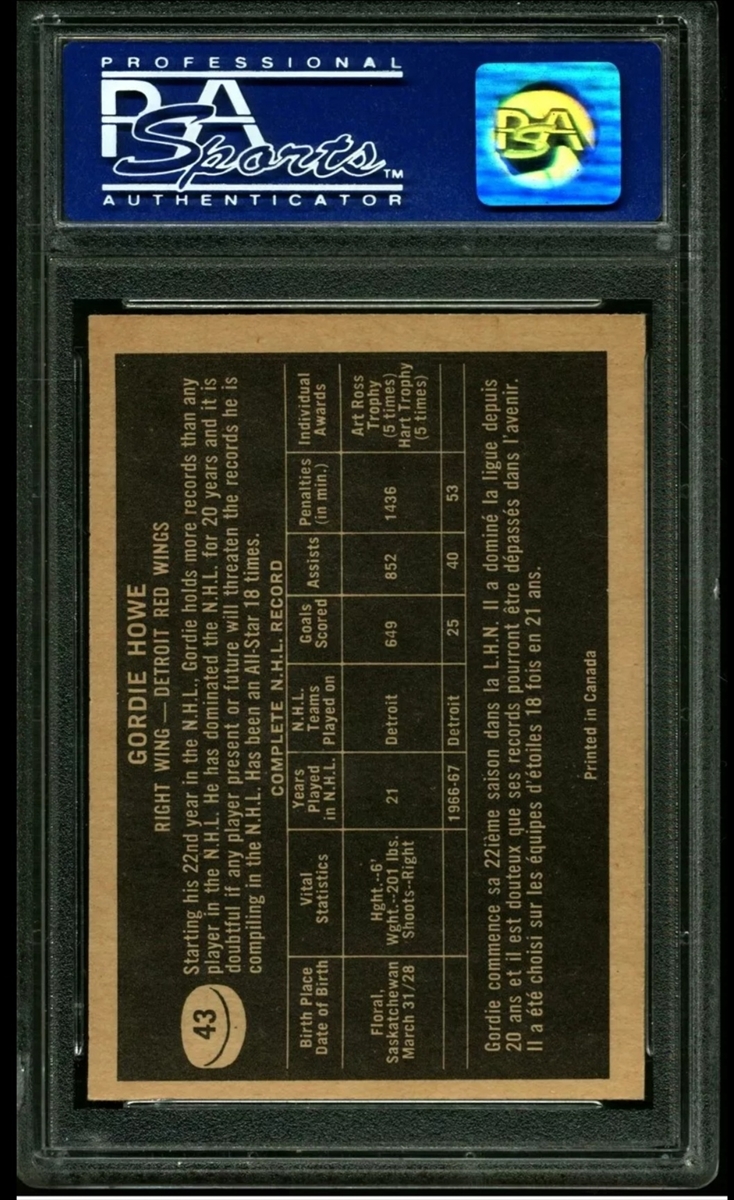 PROFESSIONAL
PSA
Sports™
AUTHENTICATOR
PSA
43
GORDIE HOWE
RIGHT WING — DETROIT RED WINGS
Starting his 22nd year in the N.H.L., Gordie holds more records than any
player in the N.H.L. He has dominated the N.H.L. for 20 years and it is
doubtful if any player present or future will threaten the records he is
compiling in the N.H.L. Has been an All-Star 18 times.
COMPLETE N.H.L. RECORD
Birth Place Date of Birth | Vital Statistics | Years Played in N.H.L. | N.H.L. Teams Played on | Goals Scored | Assists | Penalties (in min.) | Individual Awards
Floral, Saskatchewan March 31/28 | Hght.--6' Wght.--201 lbs. Shoots--Right | 21 | Detroit | 649 | 852 | 1436 | Art Ross Trophy (5 times) Hart Trophy (5 times)
1966-67 | Detroit | 25 | 40 | 53
Gordie commence sa 22ième saison dans la L.H.N. Il a dominé la ligue depuis
20 ans et il est douteux que ses records pourront être dépassés dans l'avenir.
Il a été choisi sur les équipes d'étoiles 18 fois en 21 ans.
Printed in Canada